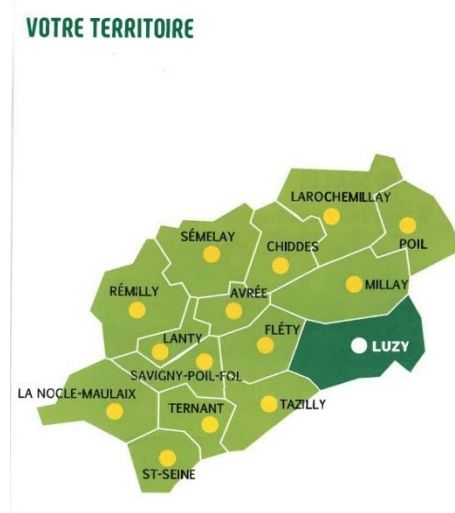 VOTRE TERRITOIRE
LAROCHEMILLAY
SÉMELAY
CHIDDES
POIL
RÉMILLY
AVRÉE
MILLAY
LANTY
FLÉTY
LUZY
SAVIGNY-POIL-FOL
LA NOCLE-MAULAIX
TERNANT
TAZILLY
ST-SEINE